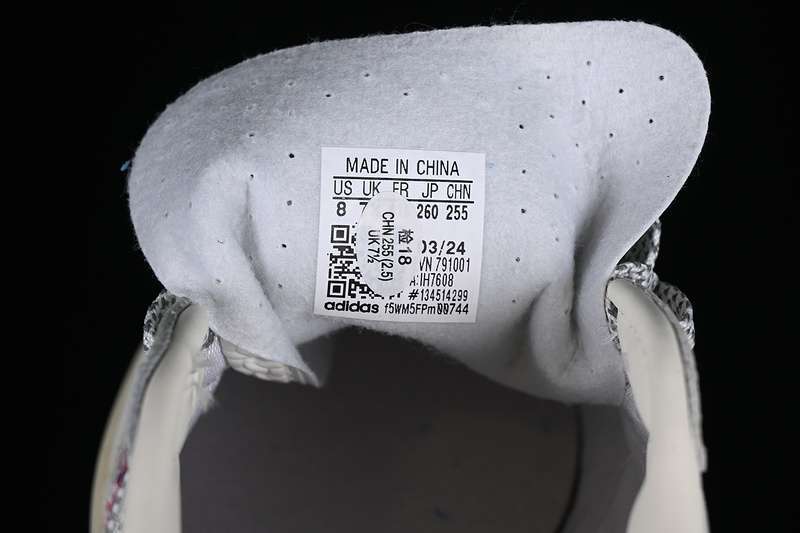 MADE IN CHINA
US UK FR JP CHN
8 7 260 255
03/24
VN 791001
IH7608
#134514299
adidas f5WM5FPm00744
检18
CHN 255(2.5)
UK 7½